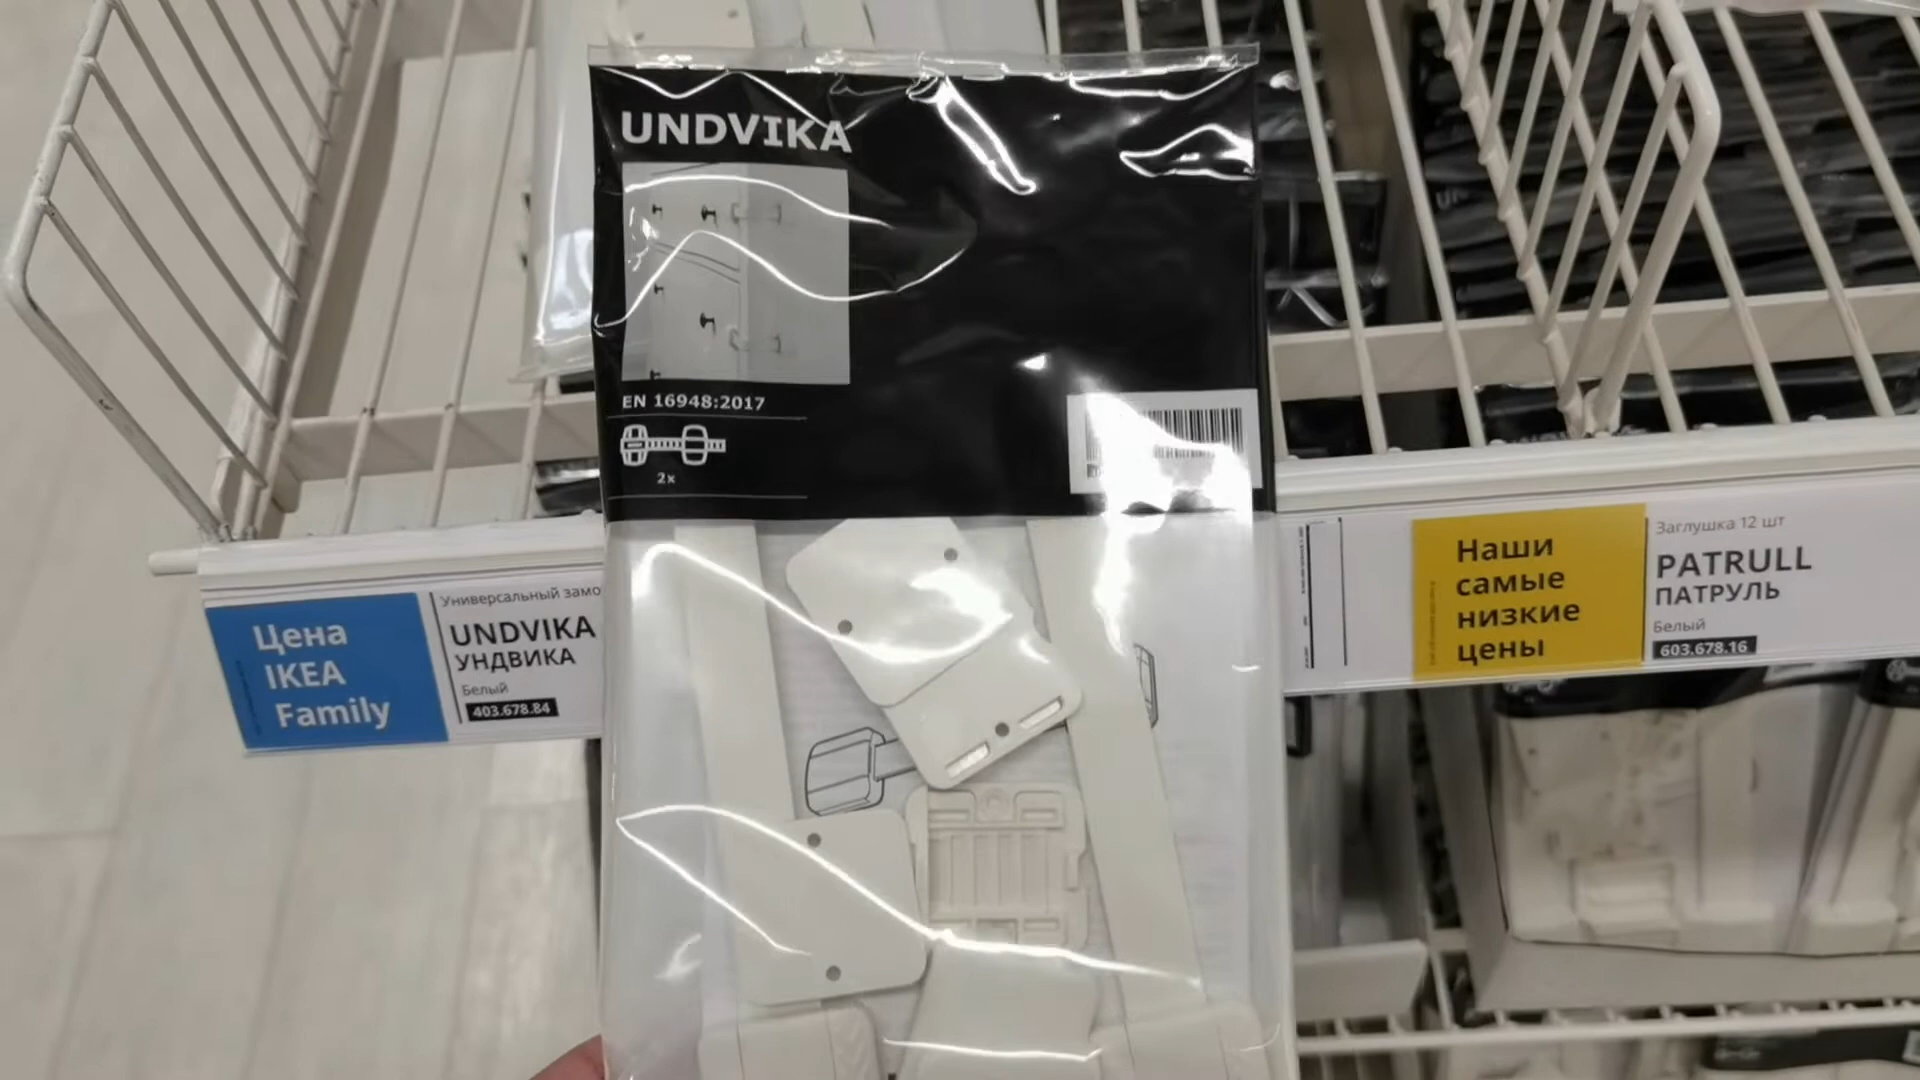 UNDVIKA
EN 16948:2017
2x
Цена
IKEA
Family
Универсальный замо
UNDVIKA
УНДВИКА
Белый
403.678.84
Наши
самые
низкие
цены
Заглушка 12 шт
PATRULL
ПАТРУЛЬ
Белый
603.678.16